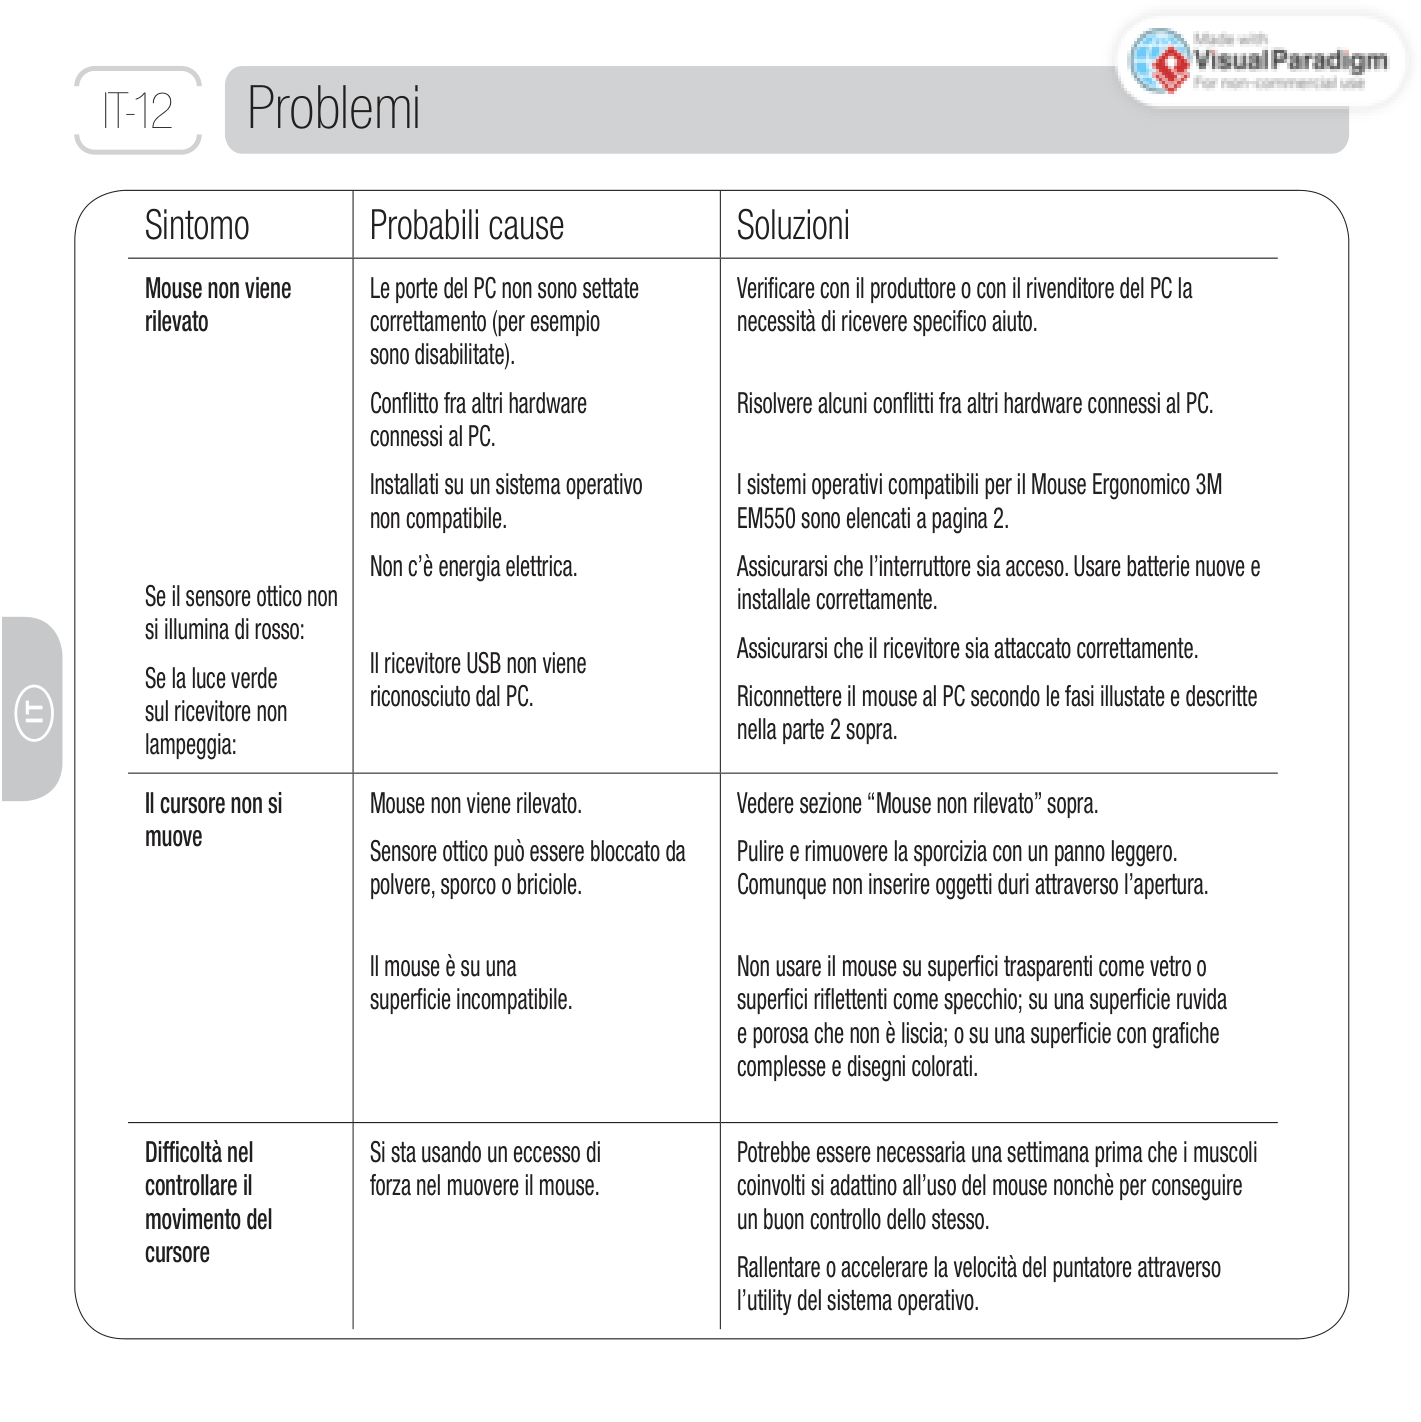 Made with
VisualParadigm
For non-commercial use
IT-12
Problemi
Sintomo
Probabili cause
Soluzioni
Mouse non viene
rilevato
Le porte del PC non sono settate
correttamento (per esempio
sono disabilitate).
Verificare con il produttore o con il rivenditore del PC la
necessità di ricevere specifico aiuto.
Conflitto fra altri hardware
connessi al PC.
Risolvere alcuni conflitti fra altri hardware connessi al PC.
Installati su un sistema operativo
non compatibile.
I sistemi operativi compatibili per il Mouse Ergonomico 3M
EM550 sono elencati a pagina 2.
Se il sensore ottico non
si illumina di rosso:
Non c’è energia elettrica.
Assicurarsi che l’interruttore sia acceso. Usare batterie nuove e
installale correttamente.
Se la luce verde
sul ricevitore non
lampeggia:
Il ricevitore USB non viene
riconosciuto dal PC.
Assicurarsi che il ricevitore sia attaccato correttamente.
Riconnettere il mouse al PC secondo le fasi illustate e descritte
nella parte 2 sopra.
IT
Il cursore non si
muove
Mouse non viene rilevato.
Vedere sezione “Mouse non rilevato” sopra.
Sensore ottico può essere bloccato da
polvere, sporco o briciole.
Pulire e rimuovere la sporcizia con un panno leggero.
Comunque non inserire oggetti duri attraverso l’apertura.
Il mouse è su una
superficie incompatibile.
Non usare il mouse su superfici trasparenti come vetro o
superfici riflettenti come specchio; su una superficie ruvida
e porosa che non è liscia; o su una superficie con grafiche
complesse e disegni colorati.
Difficoltà nel
controllare il
movimento del
cursore
Si sta usando un eccesso di
forza nel muovere il mouse.
Potrebbe essere necessaria una settimana prima che i muscoli
coinvolti si adattino all’uso del mouse nonchè per conseguire
un buon controllo dello stesso.
Rallentare o accelerare la velocità del puntatore attraverso
l’utility del sistema operativo.